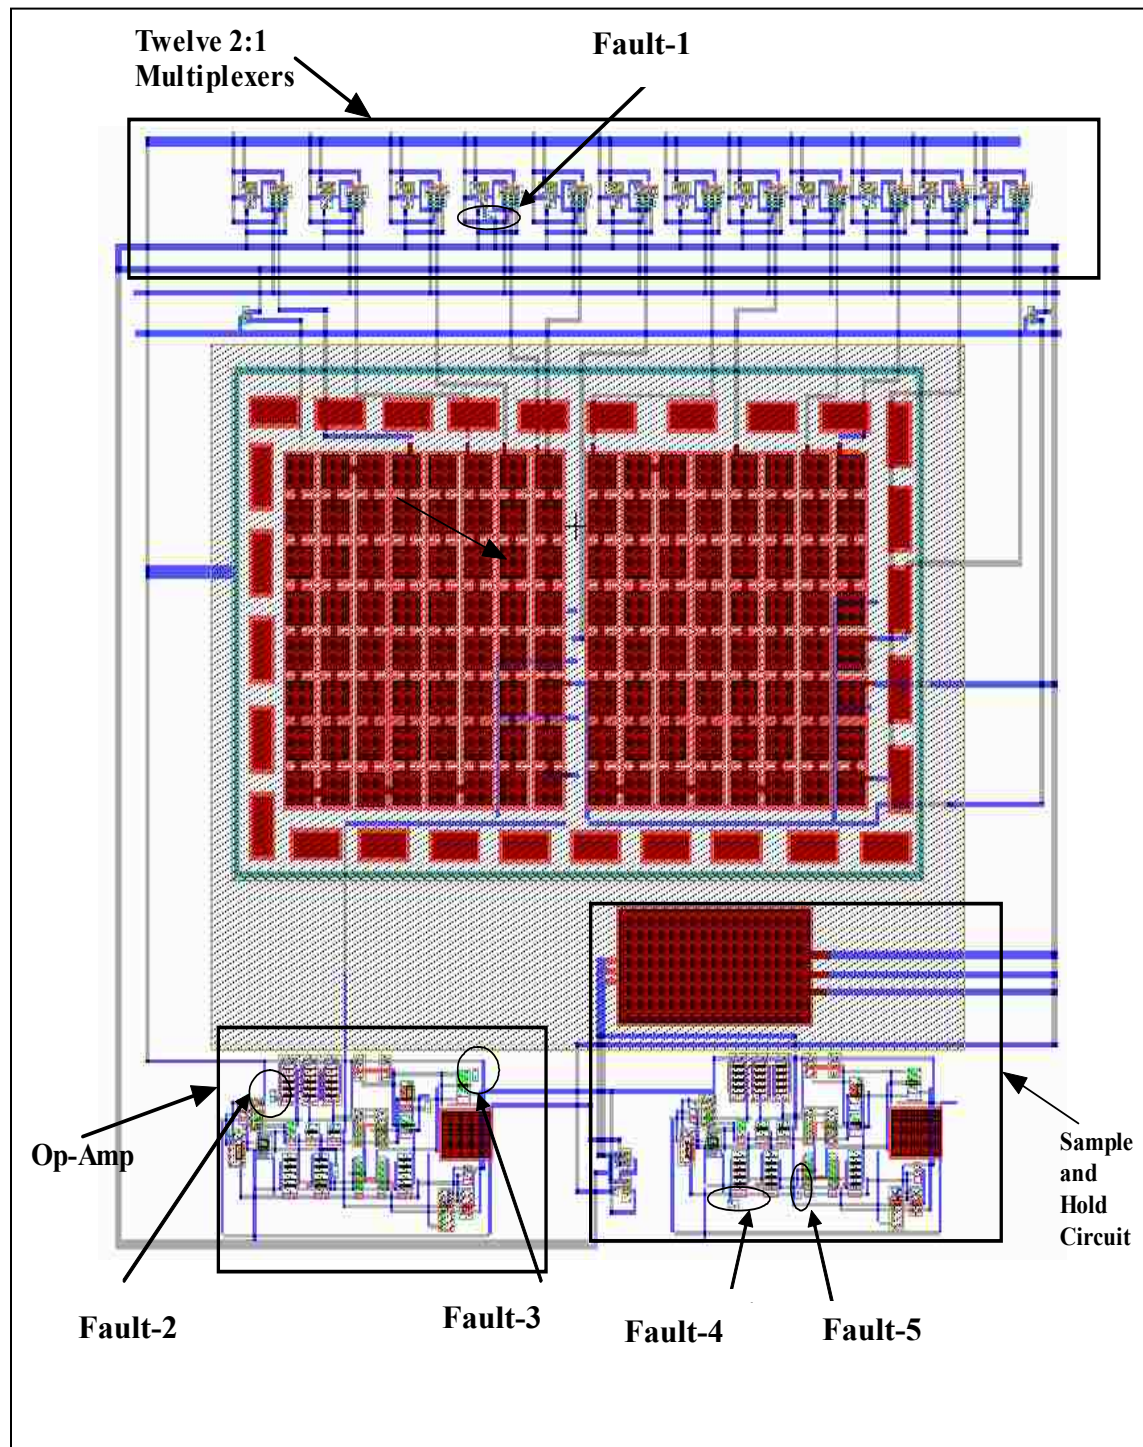 Twelve 2:1
Multiplexers
Fault-1
Op-Amp
Sample
and
Hold
Circuit
Fault-2
Fault-3
Fault-4
Fault-5